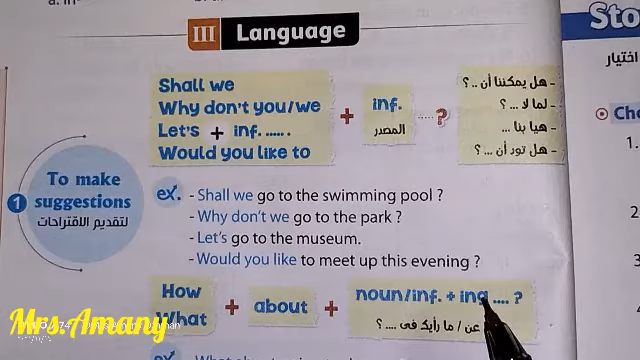 a. in
III Language
Sto
اختيار
Shall we
Why don't you/we
Let's + inf. ......
Would you like to
+ inf. المصدر ..... ?
- هل يمكننا أن .. ؟
- لما لا ... ؟
- هيا بنا ...
- هل تود أن ... ؟
Cho
1.
1 To make suggestions
لتقديم الاقتراحات
ex. - Shall we go to the swimming pool ?
- Why don't we go to the park ?
- Let's go to the museum.
- Would you like to meet up this evening ?
2
3
4
How
What
+ about +
noun/inf. + ing .... ?
عن / ما رأيك فى .... ؟
Mrs.Amany